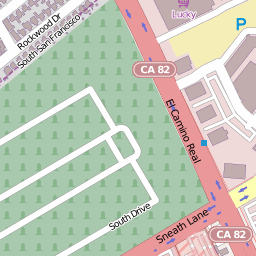 Lucky
P
Rockwood Dr
South San Francisco
CA 82
El Camino Real
South Drive
Sneath Lane
CA 82